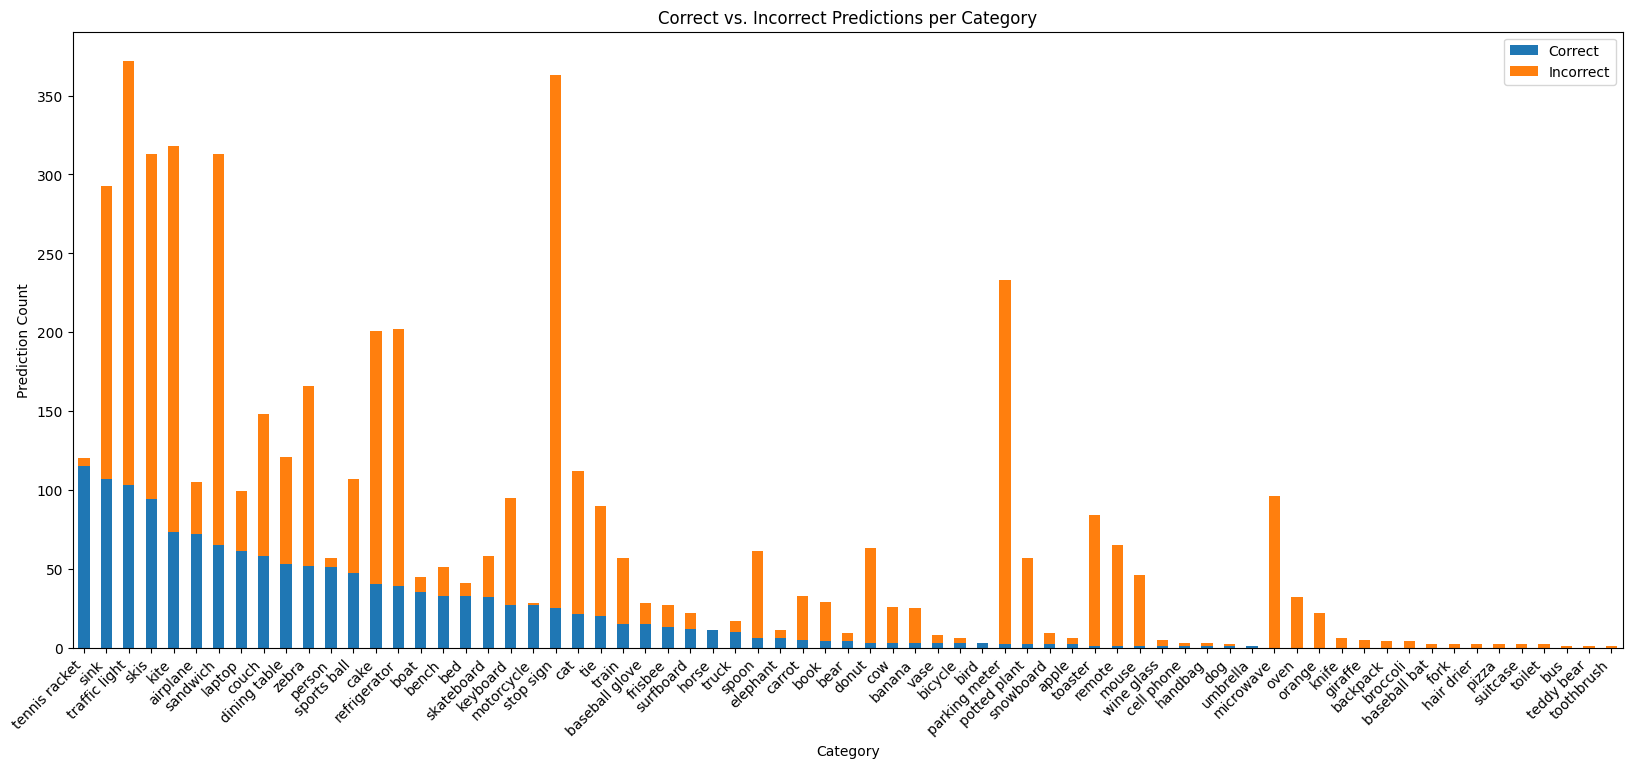 Correct vs. Incorrect Predictions per Category
Correct
Incorrect
Prediction Count
350
300
250
200
150
100
50
0
tennis racket
sink
traffic light
skis
kite
airplane
sandwich
laptop
couch
dining table
zebra
person
sports ball
cake
refrigerator
boat
bench
bed
skateboard
keyboard
motorcycle
stop sign
cat
tie
train
baseball glove
frisbee
surfboard
horse
truck
spoon
elephant
carrot
book
bear
donut
cow
banana
vase
bicycle
bird
parking meter
potted plant
snowboard
apple
toaster
remote
mouse
wine glass
cell phone
handbag
dog
umbrella
microwave
oven
orange
knife
giraffe
backpack
broccoli
baseball bat
fork
hair drier
pizza
suitcase
toilet
bus
teddy bear
toothbrush
Category